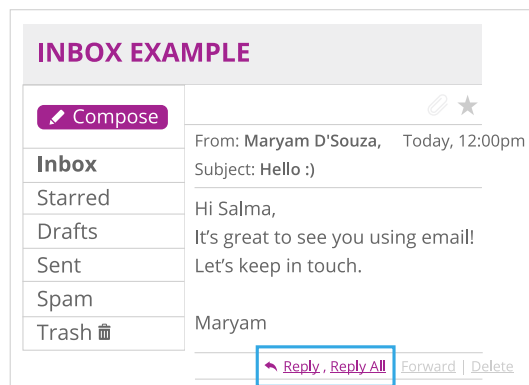 INBOX EXAMPLE
Compose
Inbox
Starred
Drafts
Sent
Spam
Trash
From: Maryam D'Souza, Today, 12:00pm
Subject: Hello :)
Hi Salma,
It's great to see you using email!
Let's keep in touch.
Maryam
Reply , Reply All Forward | Delete